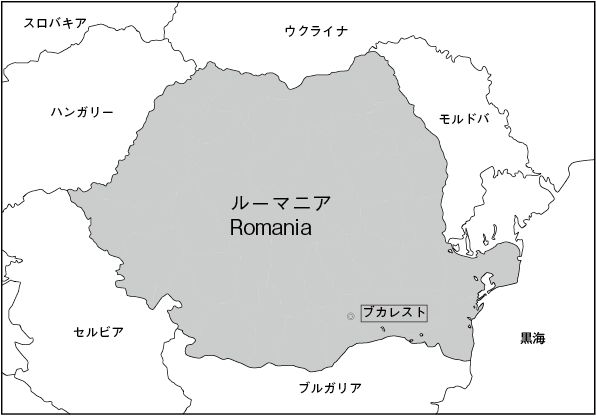 スロバキア
ウクライナ
ハンガリー
モルドバ
ルーマニア
Romania
ブカレスト
セルビア
黒海
ブルガリア